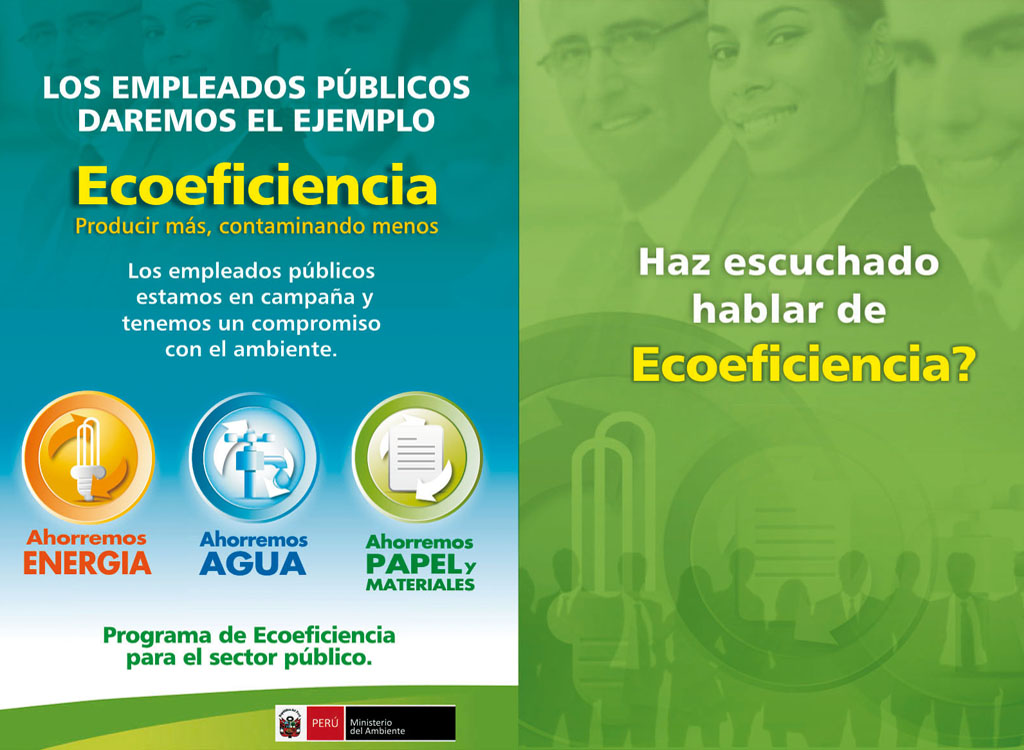 LOS EMPLEADOS PÚBLICOS
DAREMOS EL EJEMPLO
Ecoeficiencia
Producir más, contaminando menos
Los empleados públicos
estamos en campaña y
tenemos un compromiso
con el ambiente.
Ahorremos
ENERGIA
Ahorremos
AGUA
Ahorremos
PAPEL y
MATERIALES
Programa de Ecoeficiencia
para el sector público.
PERÚ
Ministerio
del Ambiente
Haz escuchado
hablar de
Ecoeficiencia?